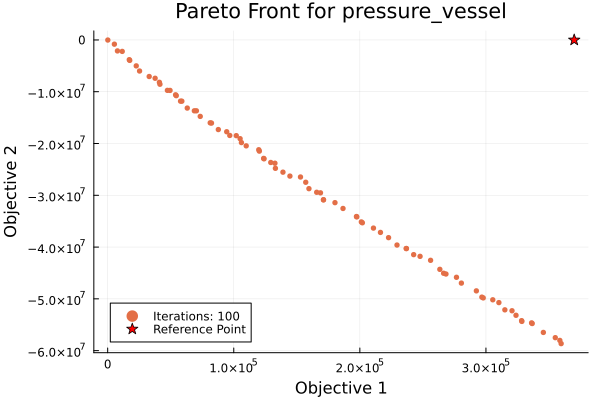 Pareto Front for pressure_vessel
Objective 2
0
−1.0×10⁷
−2.0×10⁷
−3.0×10⁷
−4.0×10⁷
−5.0×10⁷
−6.0×10⁷
Iterations: 100
Reference Point
0 1.0×10⁵ 2.0×10⁵ 3.0×10⁵
Objective 1